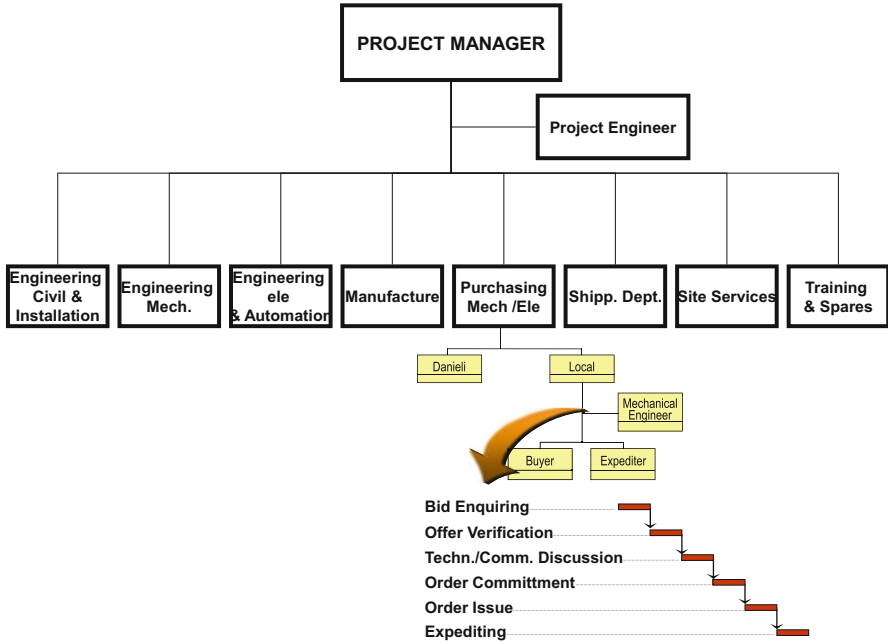 PROJECT MANAGER
Project Engineer
Engineering
Civil &
Installation
Engineering
Mech.
Engineering
ele
& Automation
Manufacture
Purchasing
Mech /Ele
Shipp. Dept.
Site Services
Training
& Spares
Danieli
Local
Mechanical
Engineer
Buyer
Expediter
Bid Enquiring
Offer Verification
Techn./Comm. Discussion
Order Committment
Order Issue
Expediting